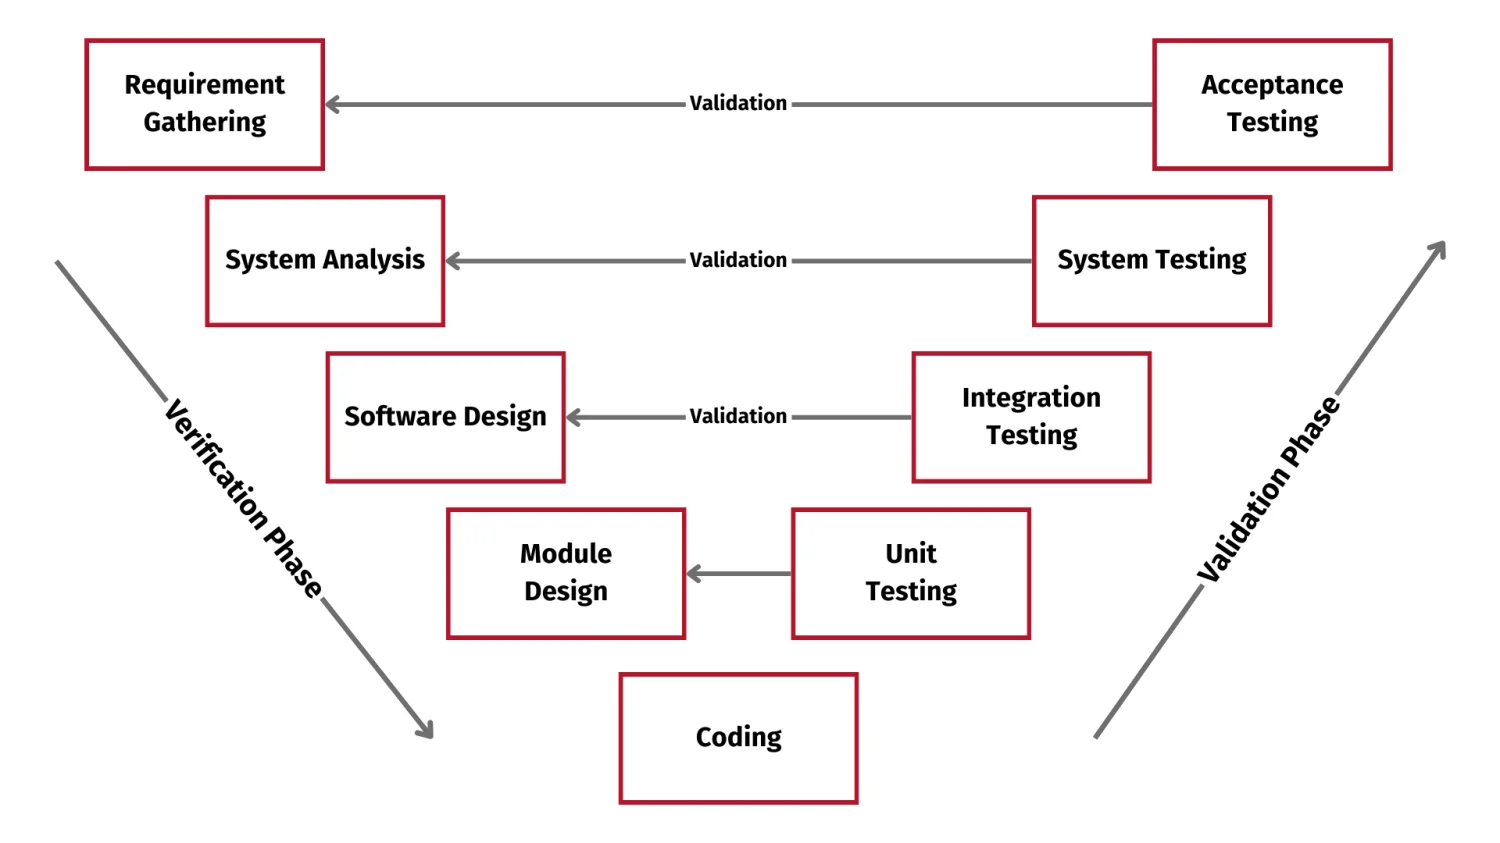 Requirement
Gathering
Validation
Acceptance
Testing
System Analysis
Validation
System Testing
Software Design
Validation
Integration
Testing
Verification Phase
Validation Phase
Module
Design
Unit
Testing
Coding